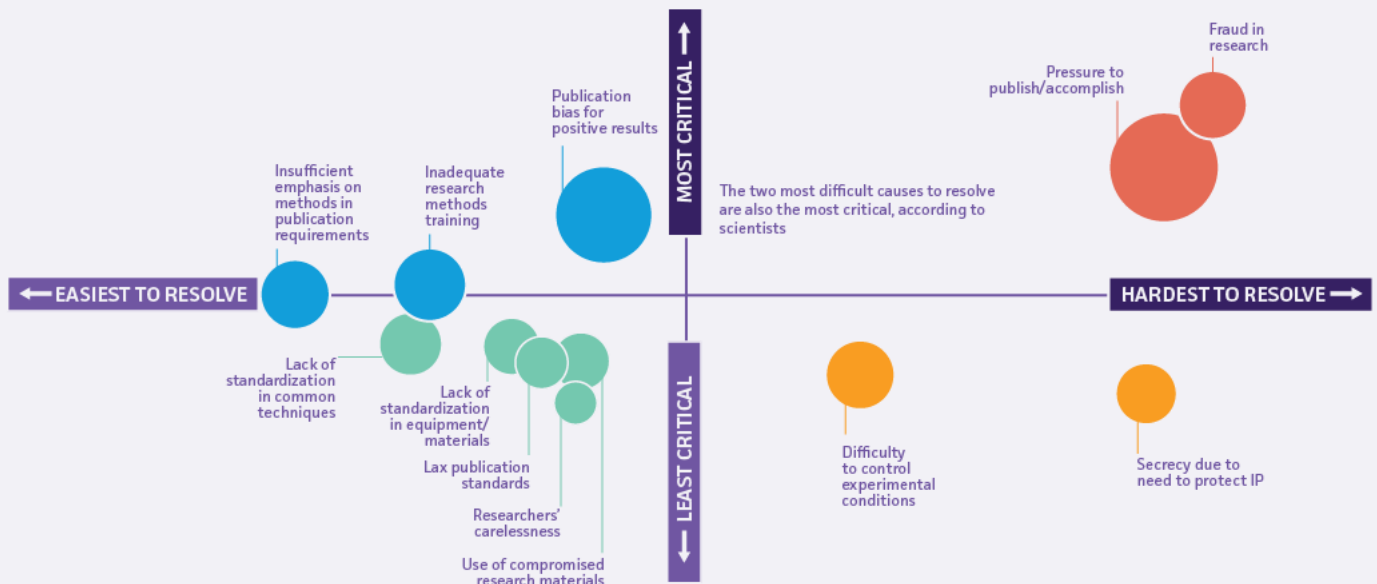 Fraud in
research
MOST CRITICAL
Pressure to
publish/accomplish
Publication
bias for
positive results
Insufficient
emphasis on
methods in
publication
requirements
Inadequate
research
methods
training
The two most difficult causes to resolve
are also the most critical, according to
scientists
EASIEST TO RESOLVE
HARDEST TO RESOLVE
Lack of
standardization
in common
techniques
Lack of
standardization
in equipment/
materials
Lax publication
standards
Researchers'
carelessness
Use of compromised
research materials
LEAST CRITICAL
Difficulty
to control
experimental
conditions
Secrecy due to
need to protect IP